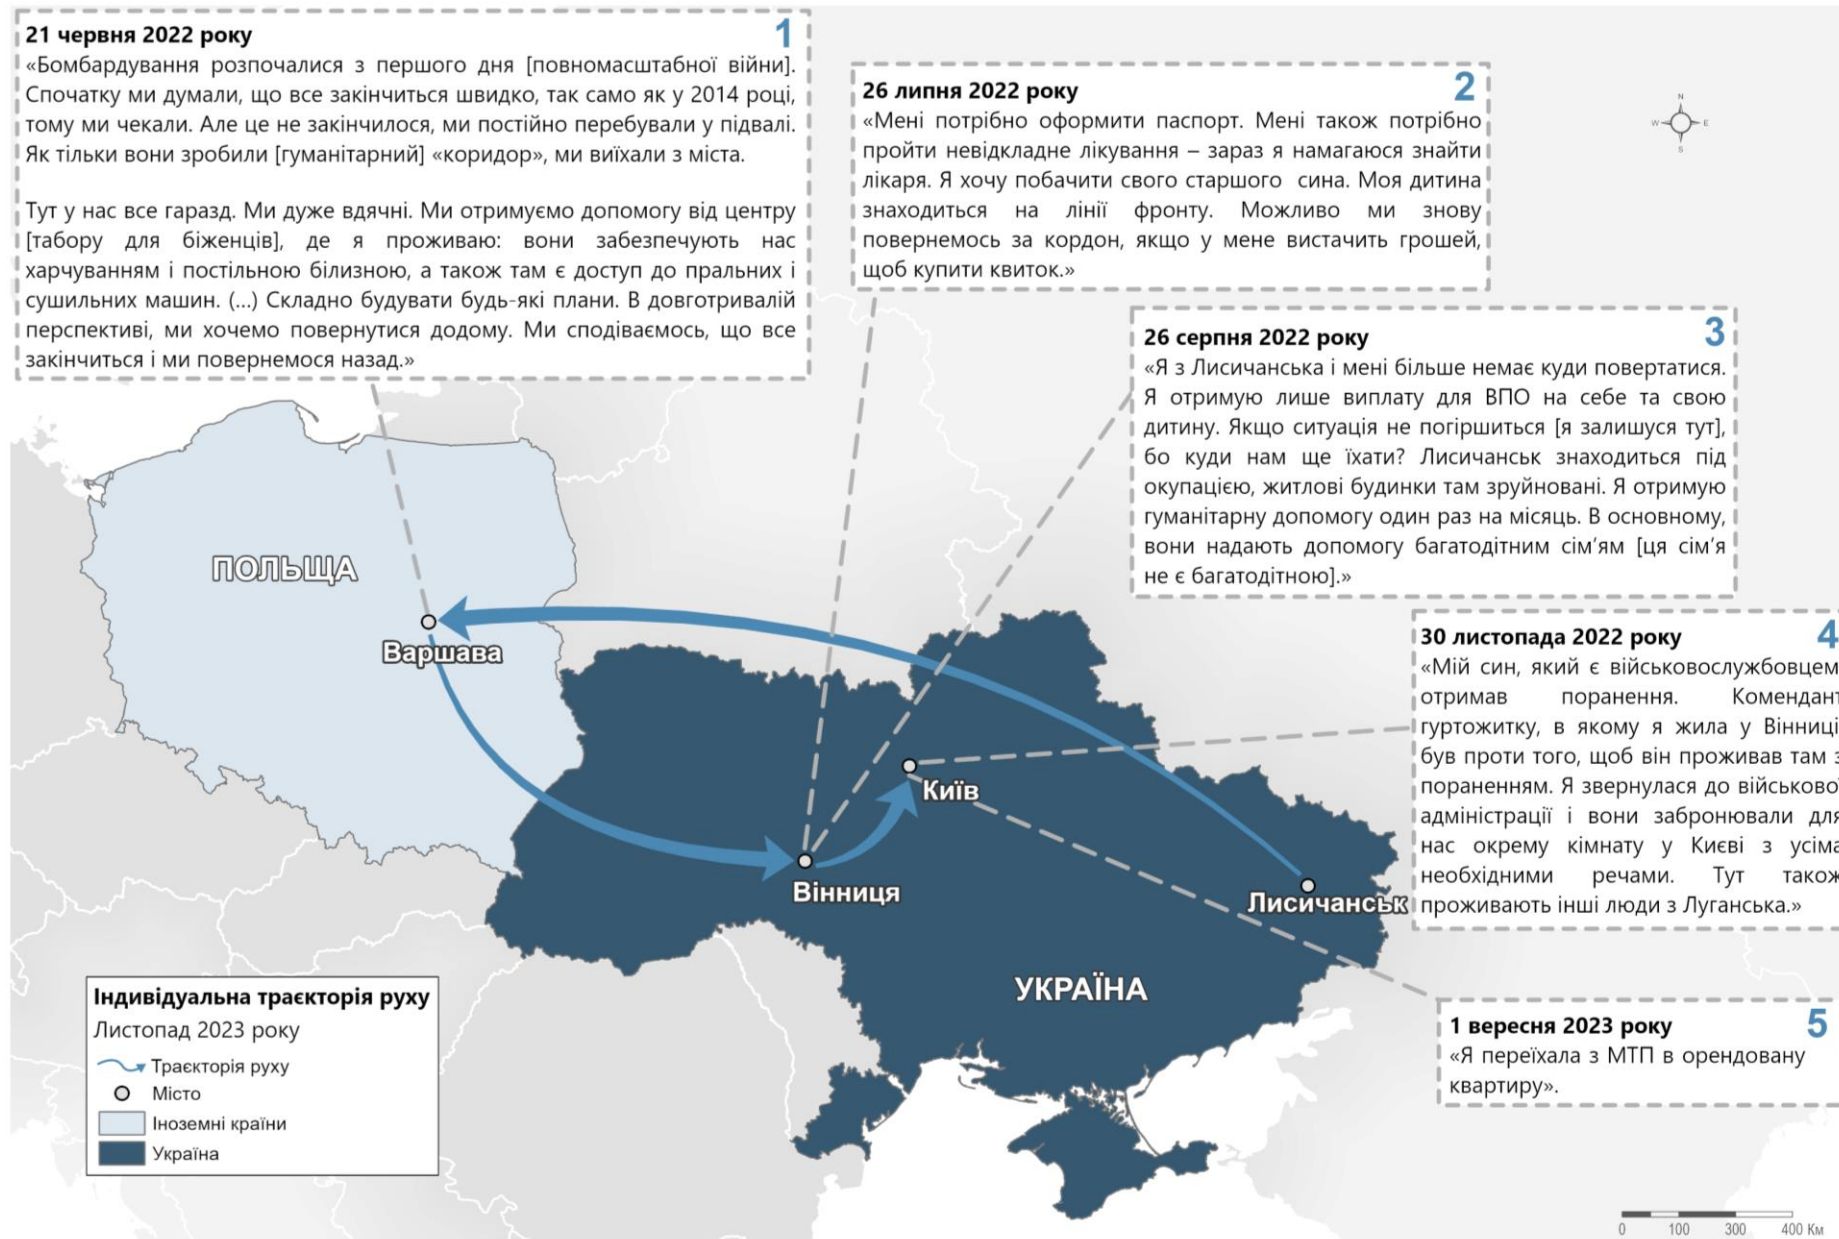 21 червня 2022 року
1
«Бомбардування розпочалися з першого дня [повномасштабної війни].
Спочатку ми думали, що все закінчиться швидко, так само як у 2014 році,
тому ми чекали. Але це не закінчилося, ми постійно перебували у підвалі.
Як тільки вони зробили [гуманітарний] «коридор», ми виїхали з міста.
Тут у нас все гаразд. Ми дуже вдячні. Ми отримуємо допомогу від центру
[табору для біженців], де я проживаю: вони забезпечують нас
харчуванням і постільною білизною, а також там є доступ до пральних і
сушильних машин. (...) Складно будувати будь-які плани. В довготривалій
перспективі, ми хочемо повернутися додому. Ми сподіваємось, що все
закінчиться і ми повернемося назад.»
26 липня 2022 року
2
«Мені потрібно оформити паспорт. Мені також потрібно
пройти невідкладне лікування – зараз я намагаюся знайти
лікаря. Я хочу побачити свого старшого сина. Моя дитина
знаходиться на лінії фронту. Можливо ми знову
повернемось за кордон, якщо у мене вистачить грошей,
щоб купити квиток.»
N
W
E
S
26 серпня 2022 року
3
«Я з Лисичанська і мені більше немає куди повертатися.
Я отримую лише виплату для ВПО на себе та свою
дитину. Якщо ситуація не погіршиться [я залишуся тут],
бо куди нам ще їхати? Лисичанськ знаходиться під
окупацією, житлові будинки там зруйновані. Я отримую
гуманітарну допомогу один раз на місяць. В основному,
вони надають допомогу багатодітним сім'ям [ця сім'я
не є багатодітною].»
30 листопада 2022 року
4
«Мій син, який є військовослужбовцем
отримав поранення. Комендант
гуртожитку, в якому я жила у Вінниці
був проти того, щоб він проживав там з
пораненням. Я звернулася до військової
адміністрації і вони забронювали для
нас окрему кімнату у Києві з усіма
необхідними речами. Тут також
проживають інші люди з Луганська.»
1 вересня 2023 року
5
«Я переїхала з МТП в орендовану
квартиру».
ПОЛЬЩА
Варшава
Київ
Вінниця
Лисичанськ
УКРАЇНА
Індивідуальна траєкторія руху
Листопад 2023 року
Траєкторія руху
Місто
Іноземні країни
Україна
0 100 300 400 Км